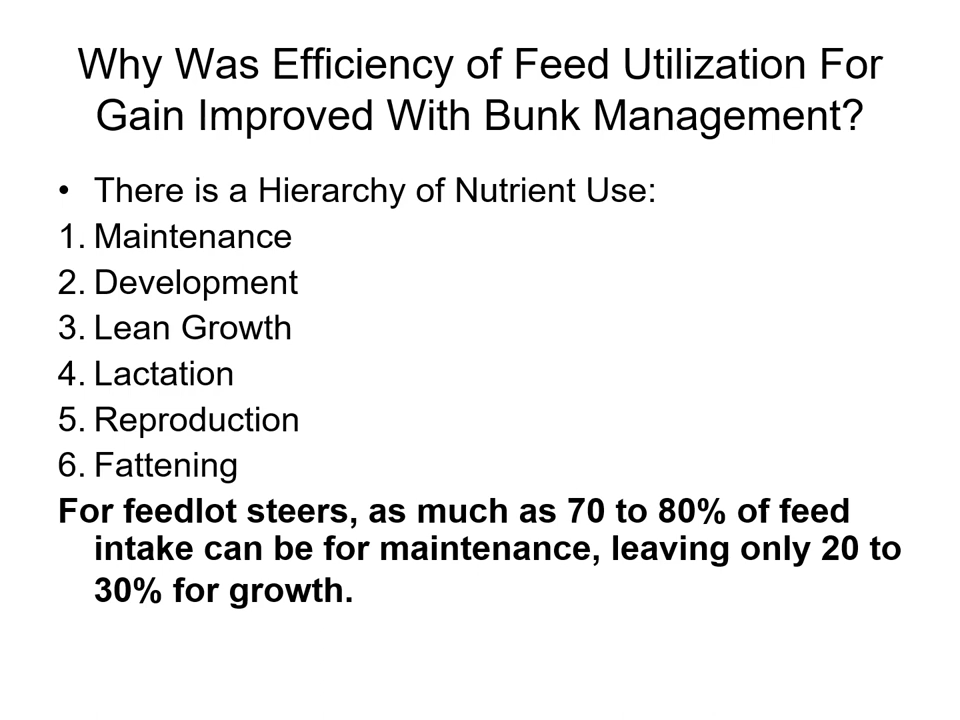 Why Was Efficiency of Feed Utilization For
Gain Improved With Bunk Management?
• There is a Hierarchy of Nutrient Use:
1. Maintenance
2. Development
3. Lean Growth
4. Lactation
5. Reproduction
6. Fattening
For feedlot steers, as much as 70 to 80% of feed
intake can be for maintenance, leaving only 20 to
30% for growth.